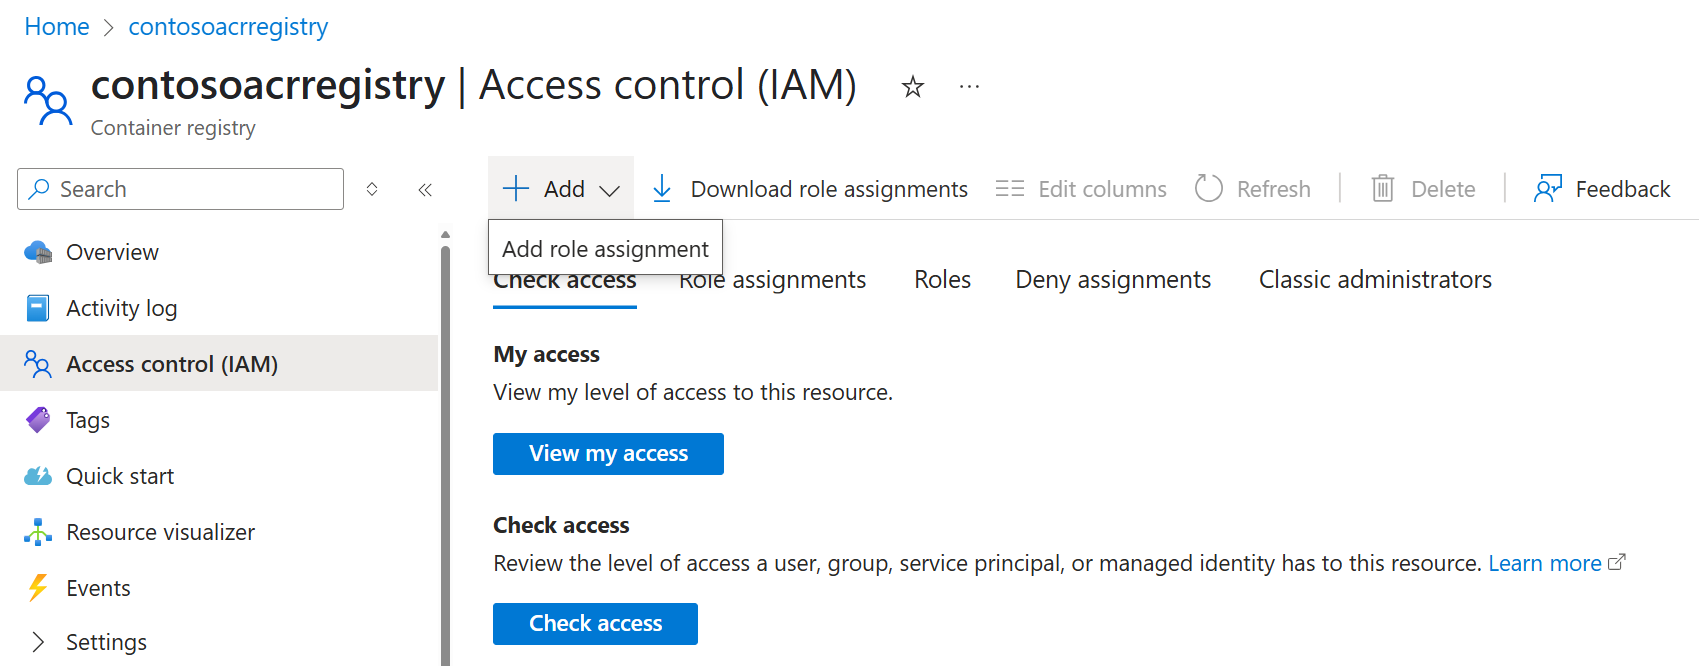 Home > contosoacrregistry
contosoacrregistry | Access control (IAM) ☆ ···
Container registry
Search
Add Download role assignments Edit columns Refresh Delete Feedback
Add role assignment
Check access Role assignments Roles Deny assignments Classic administrators
Overview
Activity log
Access control (IAM)
Tags
Quick start
Resource visualizer
Events
Settings
My access
View my level of access to this resource.
View my access
Check access
Review the level of access a user, group, service principal, or managed identity has to this resource. Learn more
Check access